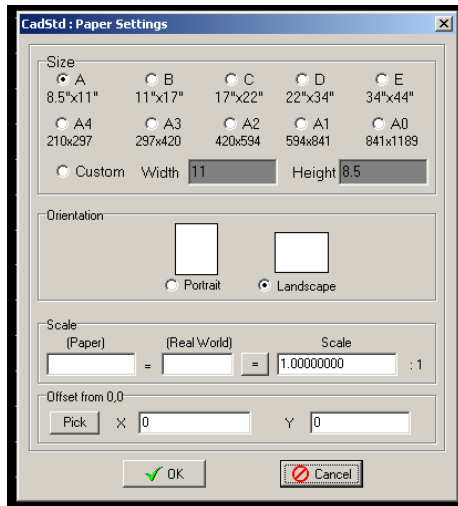 CadStd : Paper Settings
Size
A B C D E
8.5"x11" 11"x17" 17"x22" 22"x34" 34"x44"
A4 A3 A2 A1 A0
210x297 297x420 420x594 594x841 841x1189
Custom Width 11 Height 8.5
Orientation
Portrait Landscape
Scale
(Paper) (Real World) Scale
= = 1.00000000 : 1
Offset from 0,0
Pick X 0 Y 0
OK Cancel